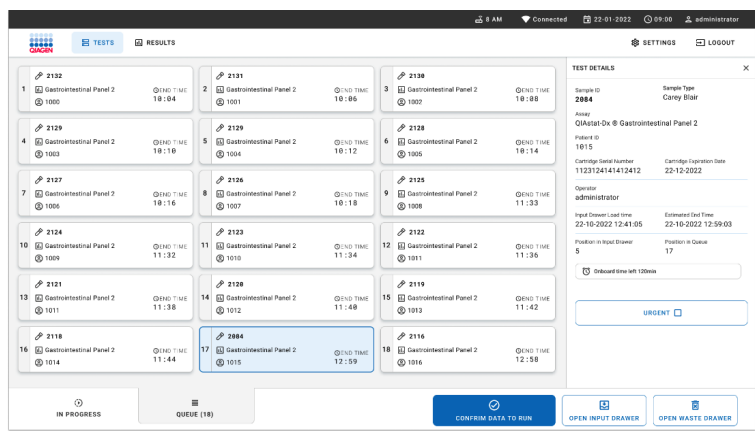 8 AM Connected 22-01-2022 09:00 administrator
QIAGEN TESTS RESULTS SETTINGS LOGOUT
TEST DETAILS
1 2132 Gastrointestinal Panel 2 1000 END TIME 10:04
2 2131 Gastrointestinal Panel 2 1001 END TIME 10:06
3 2130 Gastrointestinal Panel 2 1002 END TIME 10:08
4 2129 Gastrointestinal Panel 2 1003 END TIME 10:10
5 2129 Gastrointestinal Panel 2 1004 END TIME 10:12
6 2128 Gastrointestinal Panel 2 1005 END TIME 10:14
7 2127 Gastrointestinal Panel 2 1006 END TIME 10:16
8 2126 Gastrointestinal Panel 2 1007 END TIME 10:18
9 2125 Gastrointestinal Panel 2 1008 END TIME 11:33
10 2124 Gastrointestinal Panel 2 1009 END TIME 11:32
11 2123 Gastrointestinal Panel 2 1010 END TIME 11:34
12 2122 Gastrointestinal Panel 2 1011 END TIME 11:36
13 2121 Gastrointestinal Panel 2 1011 END TIME 11:38
14 2120 Gastrointestinal Panel 2 1012 END TIME 11:40
15 2119 Gastrointestinal Panel 2 1013 END TIME 11:42
16 2118 Gastrointestinal Panel 2 1014 END TIME 11:44
17 2084 Gastrointestinal Panel 2 1015 END TIME 12:59
18 2116 Gastrointestinal Panel 2 1016 END TIME 12:58
Sample ID Sample Type
2084 Carey Blair
Assay
QIAstat-Dx ® Gastrointestinal Panel 2
Patient ID
1015
Cartridge Serial Number Cartridge Expiration Date
1123124141412412 22-12-2022
Operator
administrator
Input Drawer Load time Estimated End Time
22-10-2022 12:41:05 22-10-2022 12:59:03
Position in Input Drawer Position in Queue
5 17
Onboard time left 120min
URGENT
IN PROGRESS QUEUE (18) CONFRIM DATA TO RUN OPEN INPUT DRAWER OPEN WASTE DRAWER